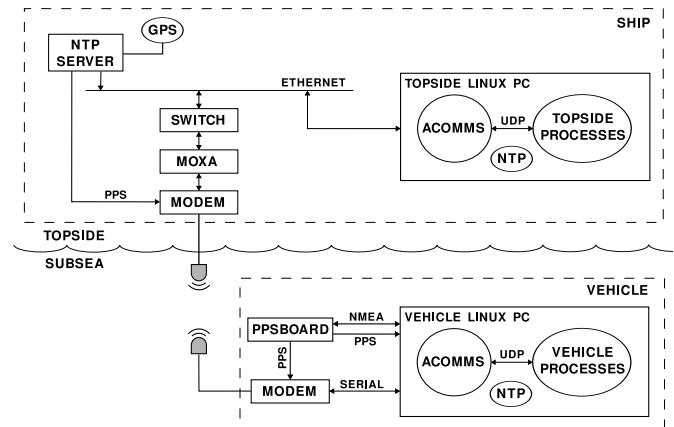 SHIP
GPS
NTP
SERVER
ETHERNET
TOPSIDE LINUX PC
SWITCH
ACOMMS
UDP
TOPSIDE
PROCESSES
NTP
MOXA
PPS
MODEM
TOPSIDE
SUBSEA
VEHICLE
PPSBOARD
NMEA
PPS
VEHICLE LINUX PC
PPS
ACOMMS
UDP
VEHICLE
PROCESSES
NTP
MODEM
SERIAL